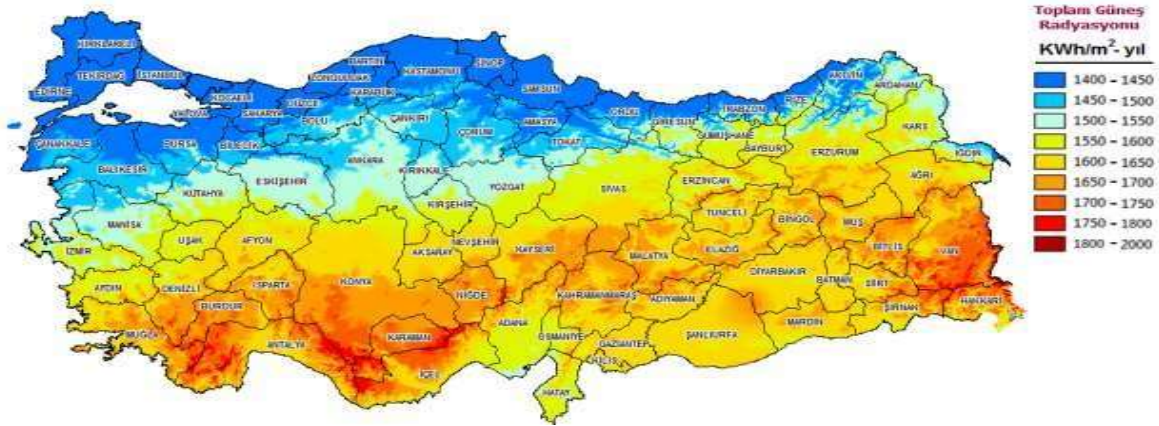 Toplam Güneş
Radyasyonu
KWh/m²- yıl
1400 - 1450
1450 - 1500
1500 - 1550
1550 - 1600
1600 - 1650
1650 - 1700
1700 - 1750
1750 - 1800
1800 - 2000
KIRKLARELİ
EDİRNE
TEKİRDAĞ
İSTANBUL
KOCAELİ
YALOVA
SAKARYA
DÜZCE
ZONGULDAK
BARTIN
KARABÜK
KASTAMONU
SİNOP
SAMSUN
BOLU
ÇANKIRI
ÇORUM
AMASYA
TOKAT
ORDU
GİRESUN
TRABZON
RİZE
ARTVİN
ARDAHAN
KARS
GÜMÜŞHANE
BAYBURT
ERZURUM
IĞDIR
AĞRI
ÇANAKKALE
BURSA
BİLECİK
BALIKESİR
KÜTAHYA
ESKİŞEHİR
ANKARA
KIRIKKALE
KIRŞEHİR
YOZGAT
SİVAS
ERZİNCAN
TUNCELİ
BİNGÖL
MUŞ
BİTLİS
VAN
MANİSA
İZMİR
UŞAK
AFYON
AKSARAY
NEVŞEHİR
KAYSERİ
MALATYA
ELAZIĞ
DİYARBAKIR
BATMAN
SİİRT
ŞIRNAK
HAKKARİ
AYDIN
DENİZLİ
ISPARTA
BURDUR
KONYA
NİĞDE
KAHRAMANMARAŞ
ADIYAMAN
MUĞLA
ANTALYA
KARAMAN
İÇEL
ADANA
OSMANİYE
GAZİANTEP
KİLİS
ŞANLIURFA
MARDİN
HATAY